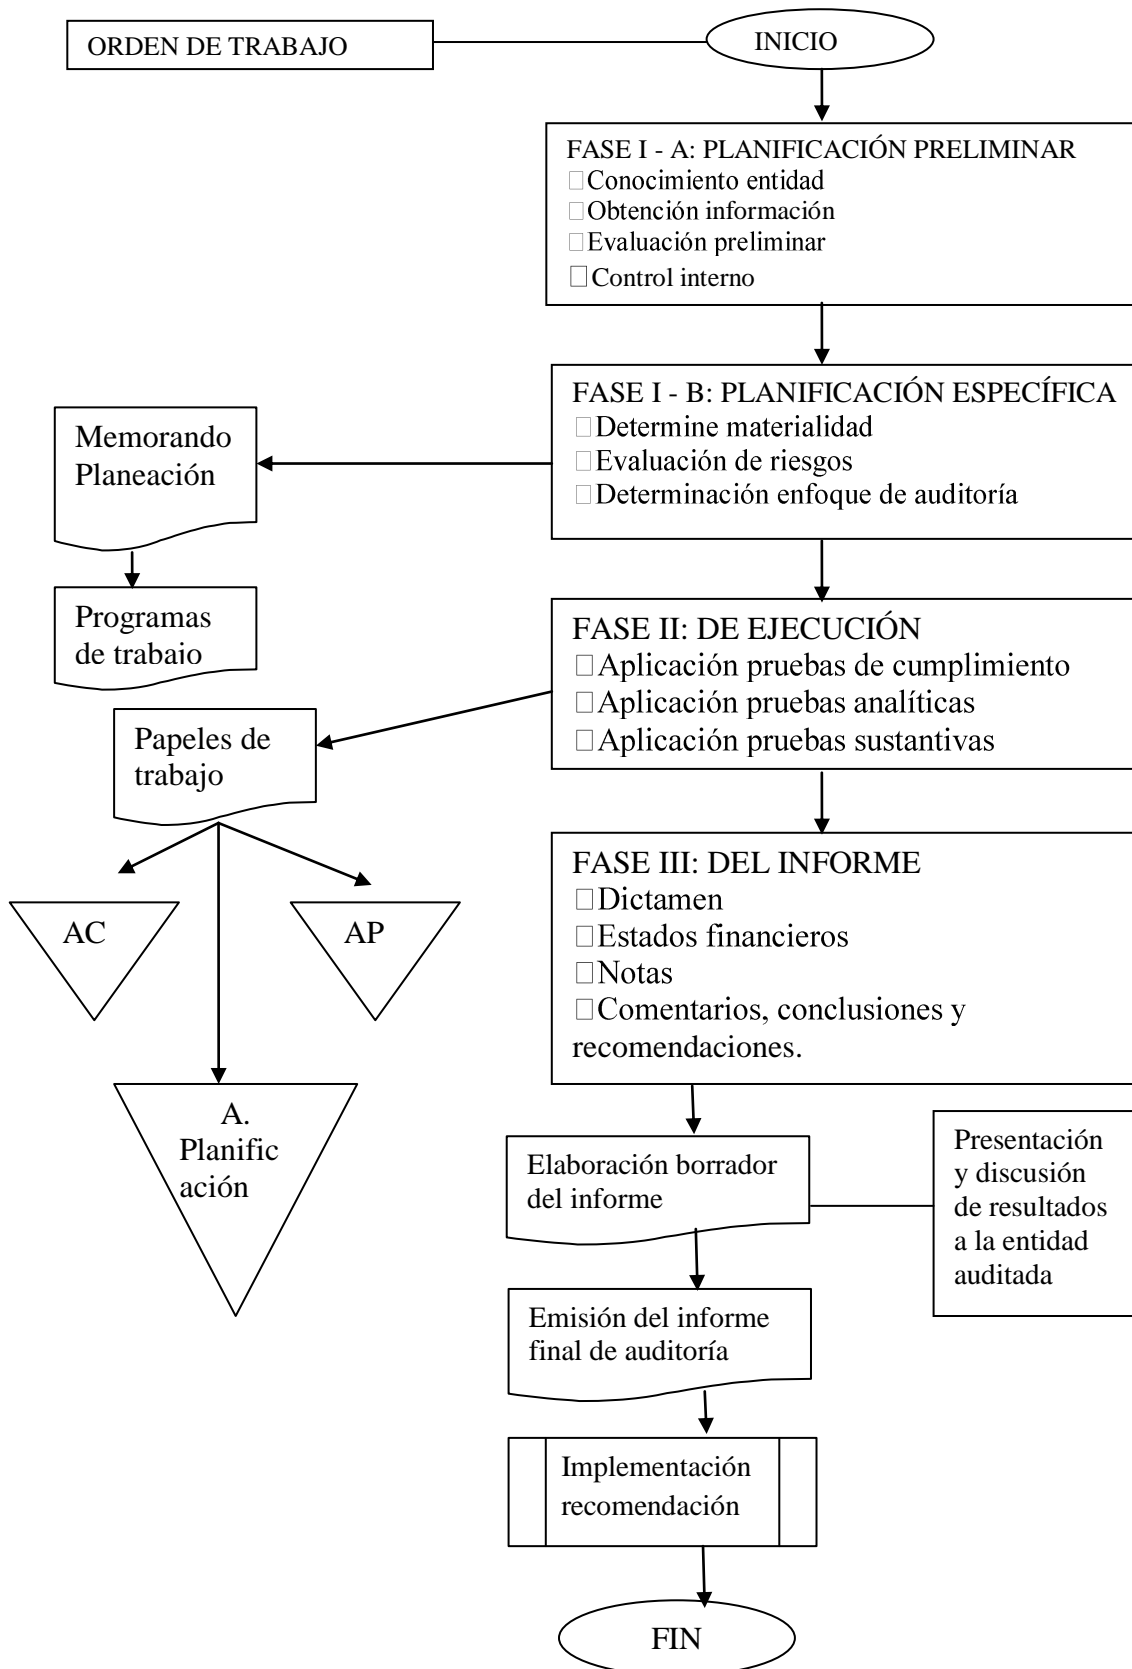 ORDEN DE TRABAJO
INICIO
FASE I - A: PLANIFICACIÓN PRELIMINAR
□Conocimiento entidad
□Obtención información
□Evaluación preliminar
□Control interno
FASE I - B: PLANIFICACIÓN ESPECÍFICA
□Determine materialidad
□Evaluación de riesgos
□Determinación enfoque de auditoría
Memorando
Planeación
Programas
de trabajo
FASE II: DE EJECUCIÓN
□Aplicación pruebas de cumplimiento
□Aplicación pruebas analíticas
□Aplicación pruebas sustantivas
Papeles de
trabajo
AC
AP
A.
Planific
ación
FASE III: DEL INFORME
□Dictamen
□Estados financieros
□Notas
□Comentarios, conclusiones y
recomendaciones.
Elaboración borrador
del informe
Presentación
y discusión
de resultados
a la entidad
auditada
Emisión del informe
final de auditoría
Implementación
recomendación
FIN